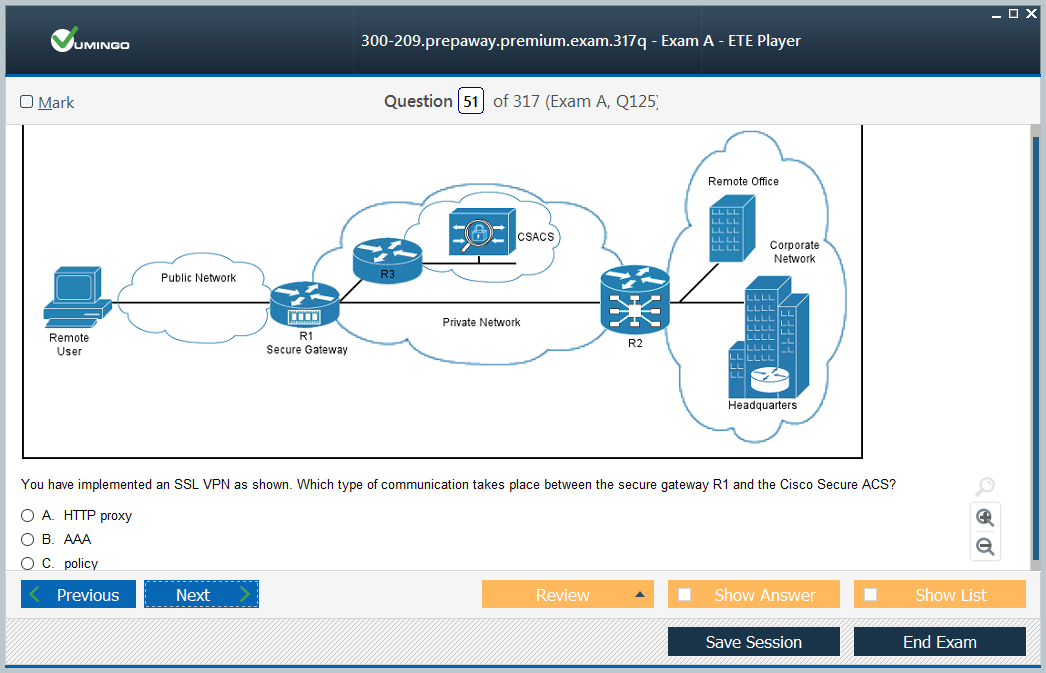 VUMINGO
300-209.prepaway.premium.exam.317q - Exam A - ETE Player
Mark
Question 51 of 317 (Exam A, Q125)
Remote Office
CSACS
Corporate
Network
R3
Public Network
Private Network
R1
Secure Gateway
R2
Remote
User
Headquarters
You have implemented an SSL VPN as shown. Which type of communication takes place between the secure gateway R1 and the Cisco Secure ACS?
A. HTTP proxy
B. AAA
C. policy
Previous
Next
Review
Show Answer
Show List
Save Session
End Exam